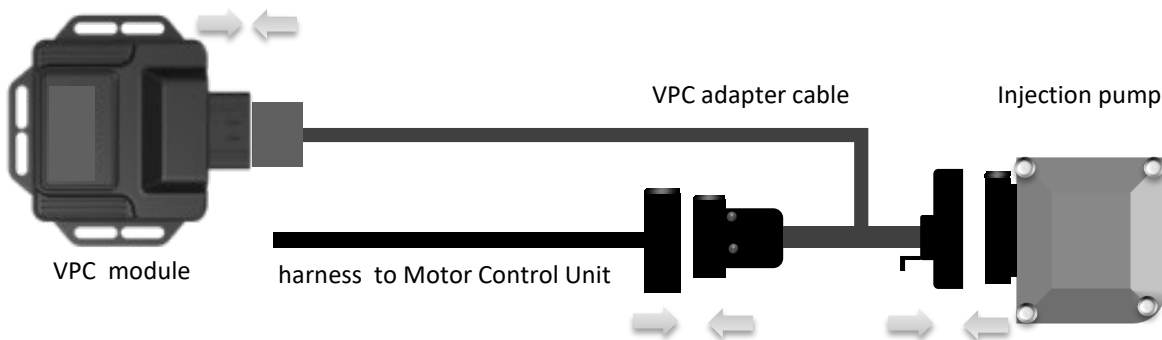 VPC adapter cable
Injection pump
VPC module
harness to Motor Control Unit